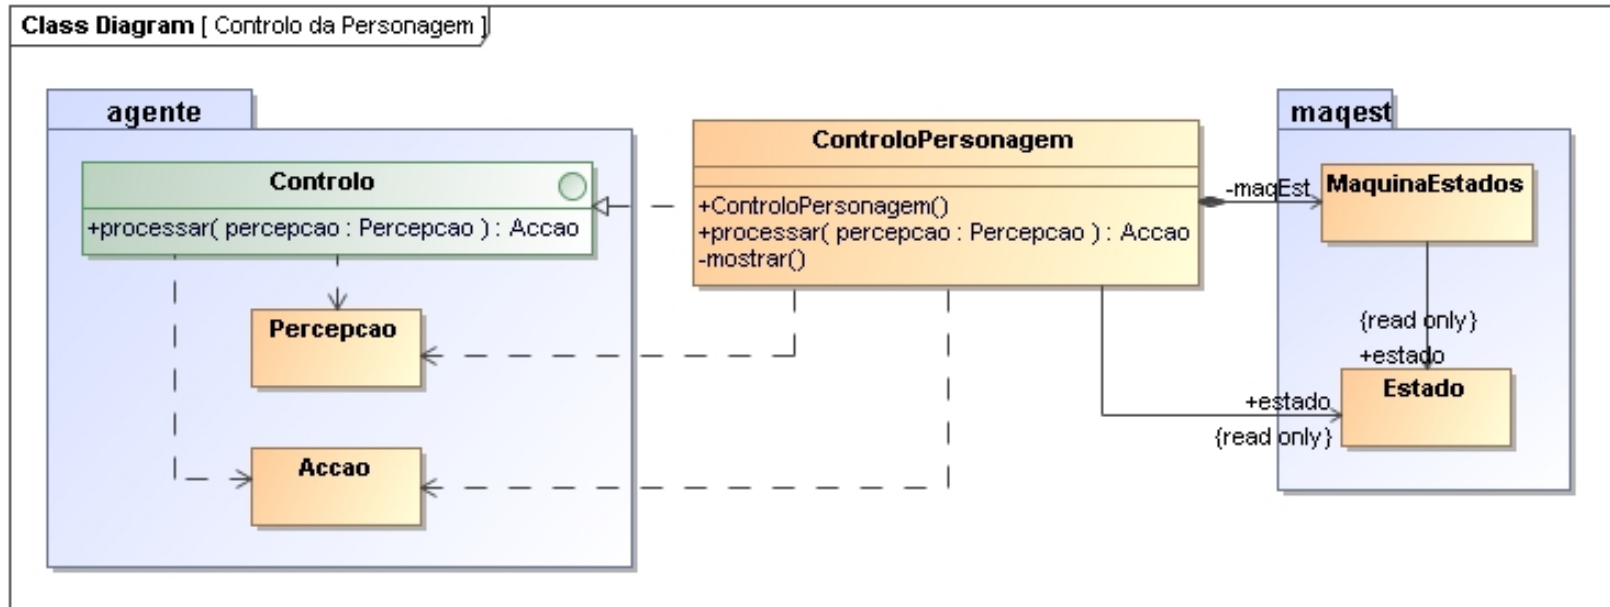 Class Diagram [ Controlo da Personagem ]
agente
Controlo
+processar( percepcao : Percepcao ) : Accao
Percepcao
Accao
ControloPersonagem
+ControloPersonagem()
+processar( percepcao : Percepcao ) : Accao
-mostrar()
-maqEst
maqest
MaquinaEstados
{read only}
+estado
Estado
+estado
{read only}